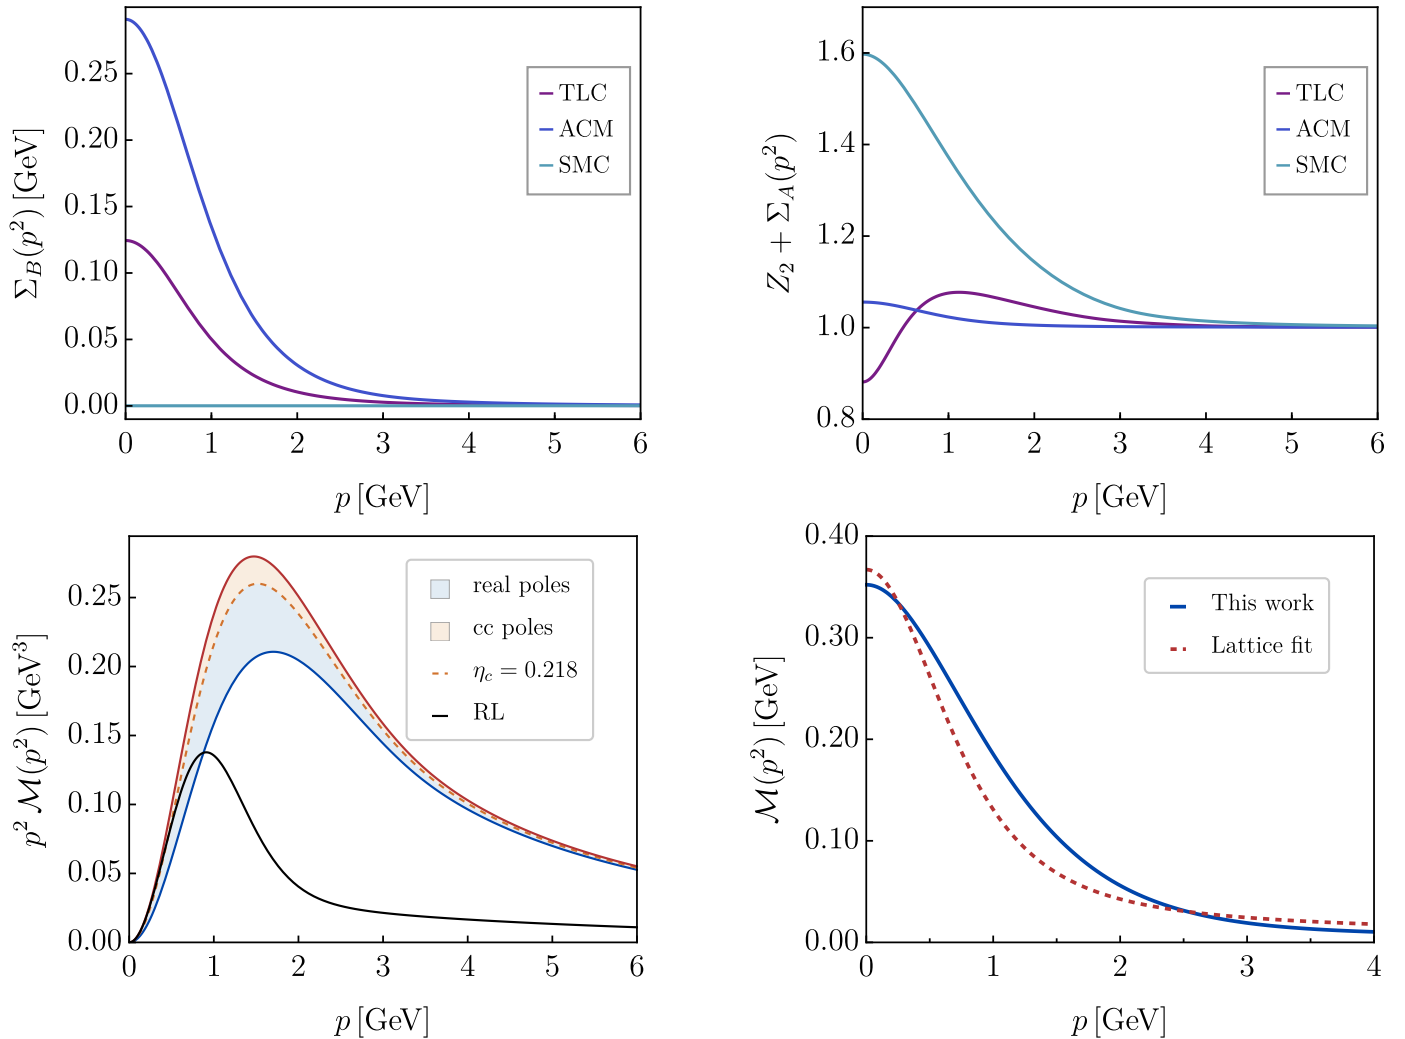 Σ_B(p²) [GeV]
0.25
0.20
0.15
0.10
0.05
0.00
0 1 2 3 4 5 6
p [GeV]
TLC
ACM
SMC
Z₂ + Σ_A(p²)
1.6
1.4
1.2
1.0
0.8
0 1 2 3 4 5 6
p [GeV]
TLC
ACM
SMC
p² ℳ(p²) [GeV³]
0.25
0.20
0.15
0.10
0.05
0.00
0 1 2 3 4 5 6
p [GeV]
real poles
cc poles
η_c = 0.218
RL
ℳ(p²) [GeV]
0.40
0.30
0.20
0.10
0.00
0 1 2 3 4
p [GeV]
This work
Lattice fit